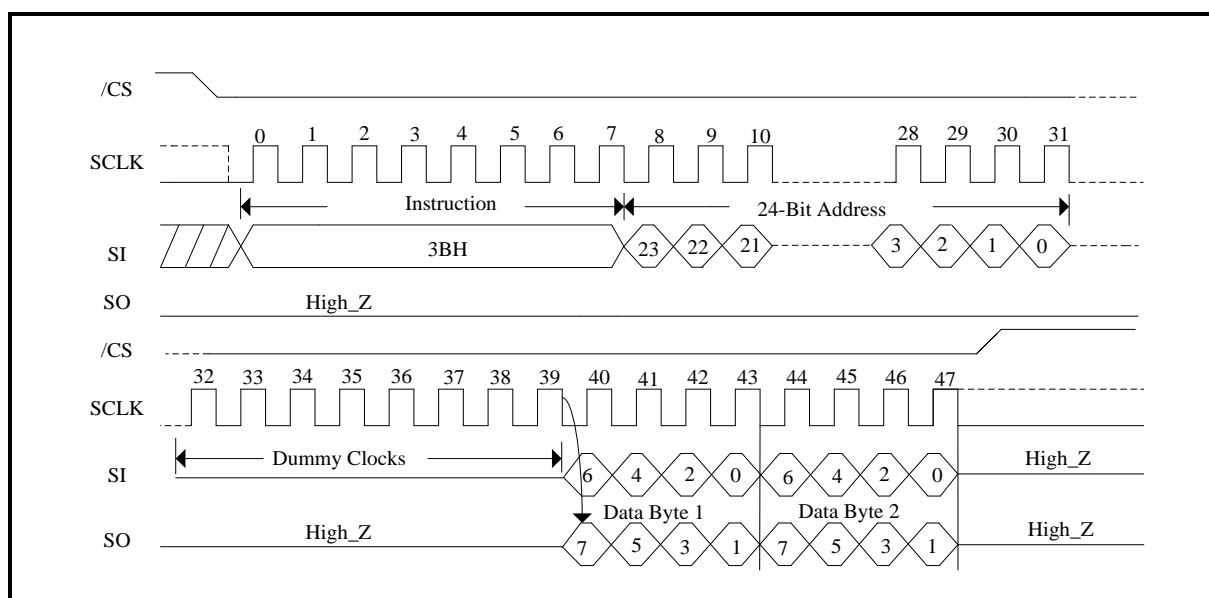 /CS
0 1 2 3 4 5 6 7 8 9 10 28 29 30 31
SCLK
Instruction 24-Bit Address
SI 3BH 23 22 21 3 2 1 0
SO High_Z
/CS
32 33 34 35 36 37 38 39 40 41 42 43 44 45 46 47
SCLK
Dummy Clocks
SI 6 4 2 0 6 4 2 0 High_Z
Data Byte 1 Data Byte 2
SO High_Z 7 5 3 1 7 5 3 1 High_Z